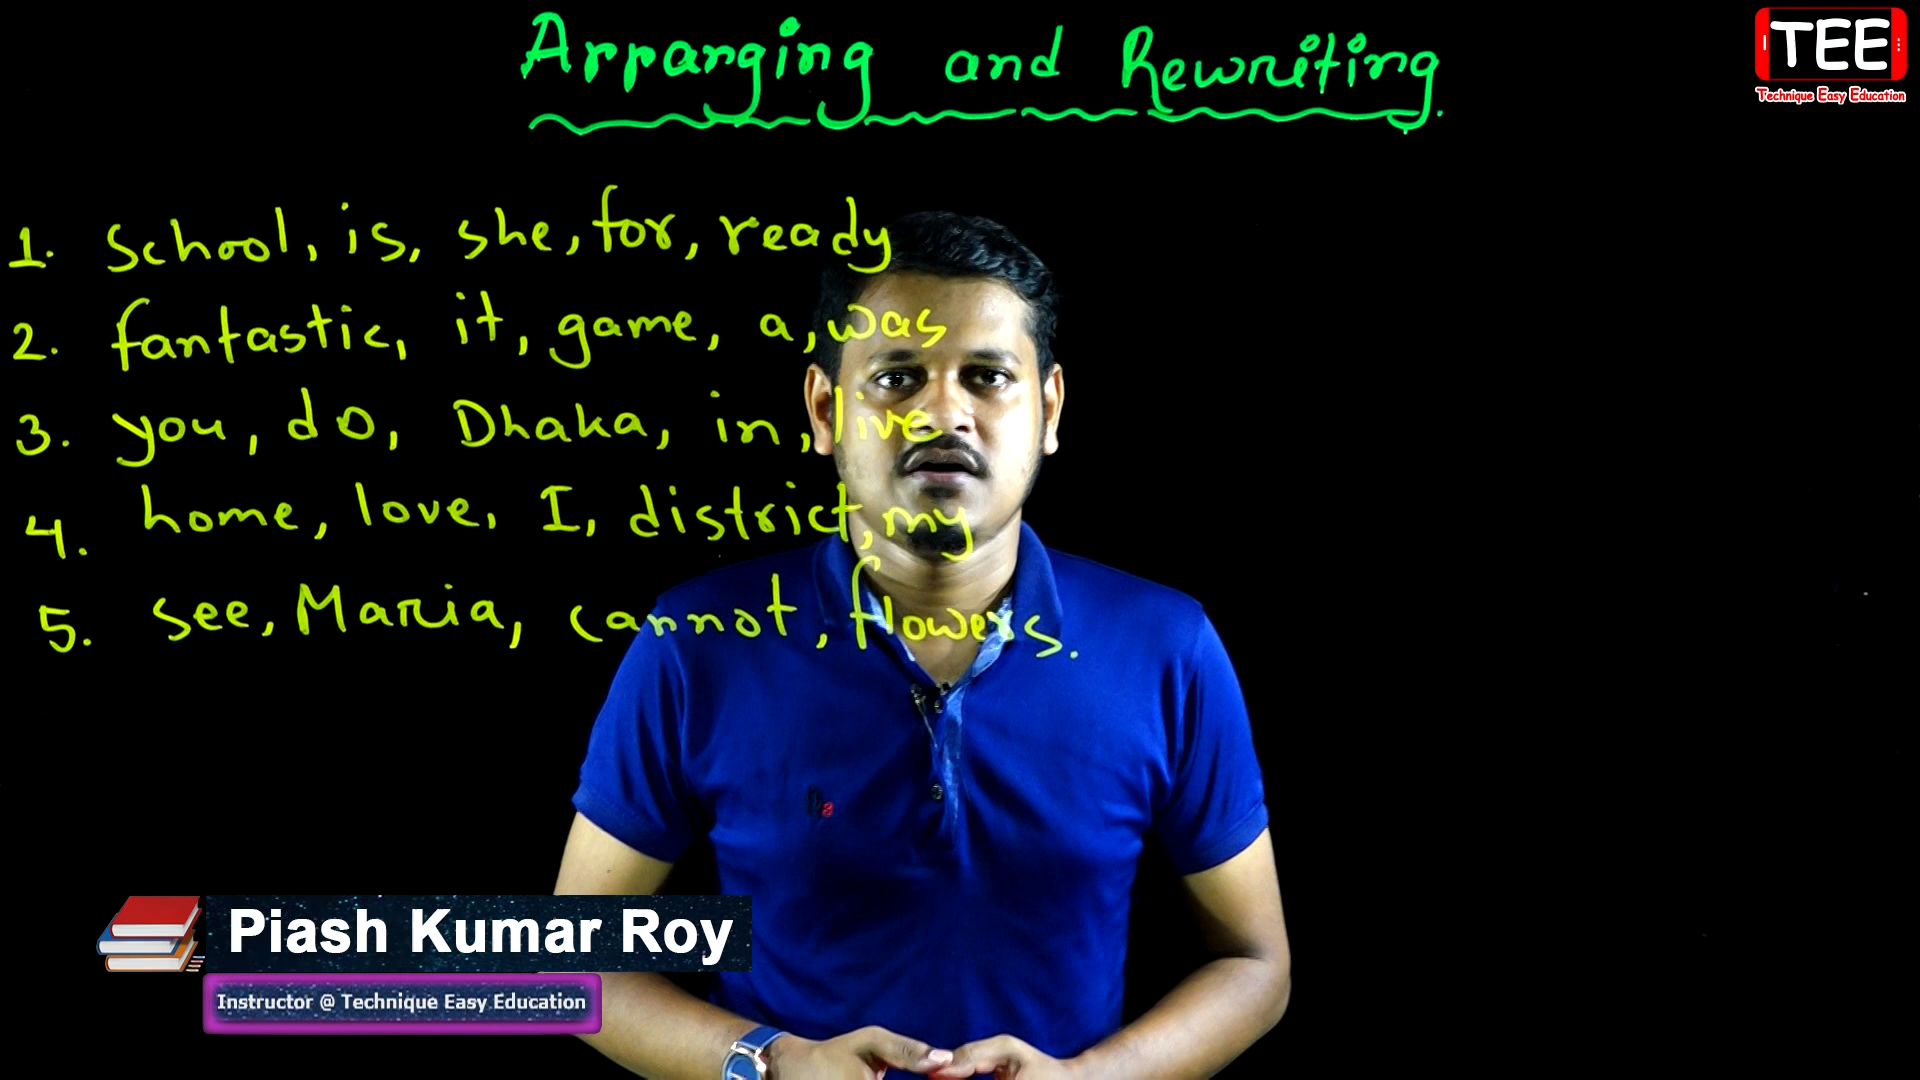 Arranging and Rewriting.
TEE
Technique Easy Education
1. School, is, she, for, ready
2. fantastic, it, game, a, was
3. you, do, Dhaka, in, live
4. home, love, I, district, my
5. see, Maria, cannot, flowers.
Piash Kumar Roy
Instructor @ Technique Easy Education